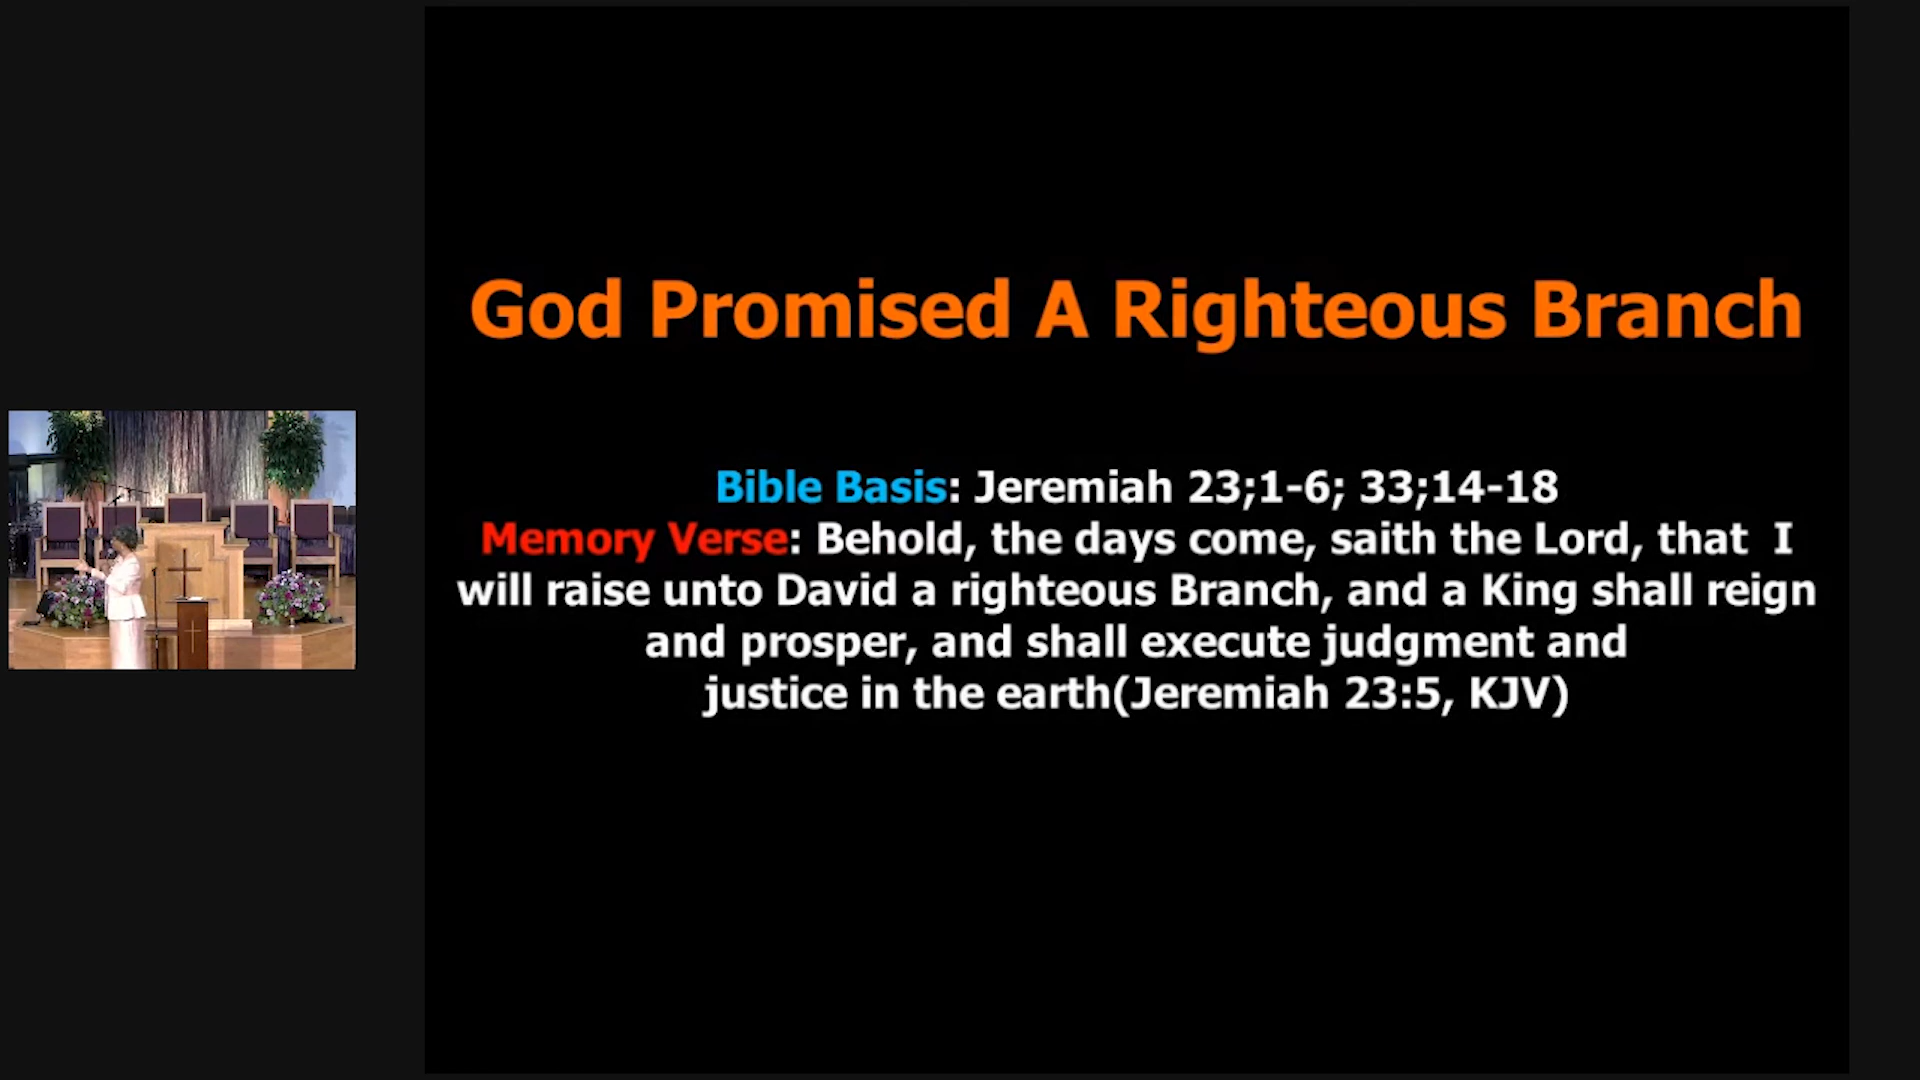 God Promised A Righteous Branch
Bible Basis: Jeremiah 23;1-6; 33;14-18
Memory Verse: Behold, the days come, saith the Lord, that  I
will raise unto David a righteous Branch, and a King shall reign
and prosper, and shall execute judgment and
justice in the earth(Jeremiah 23:5, KJV)